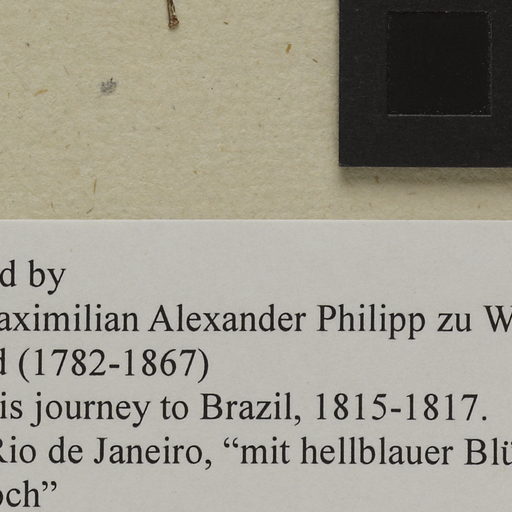 d by
aximilian Alexander Philipp zu W
d (1782-1867)
is journey to Brazil, 1815-1817.
Rio de Janeiro, “mit hellblauer Blü
och”